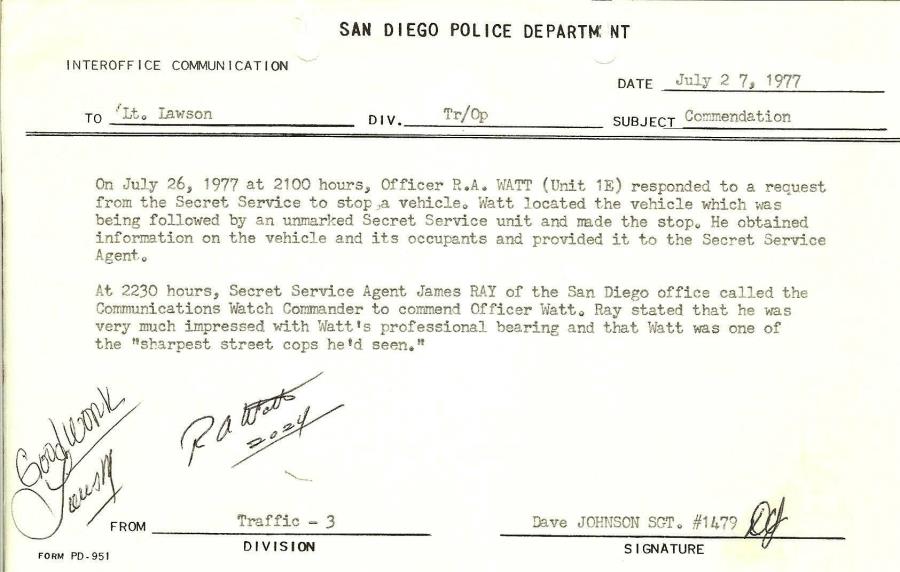 SAN DIEGO POLICE DEPARTM NT
INTEROFFICE COMMUNICATION
DATE July 2 7, 1977
TO Lt. Lawson DIV. Tr/Op SUBJECT Commendation
On July 26, 1977 at 2100 hours, Officer R.A. WATT (Unit 1E) responded to a request
from the Secret Service to stop a vehicle. Watt located the vehicle which was
being followed by an unmarked Secret Service unit and made the stop. He obtained
information on the vehicle and its occupants and provided it to the Secret Service
Agent.
At 2230 hours, Secret Service Agent James RAY of the San Diego office called the
Communications Watch Commander to commend Officer Watt. Ray stated that he was
very much impressed with Watt's professional bearing and that Watt was one of
the "sharpest street cops he'd seen."
Good work
R A Watt
2024
FROM Traffic - 3 Dave JOHNSON SGT. #1479
DIVISION SIGNATURE
FORM PD-951